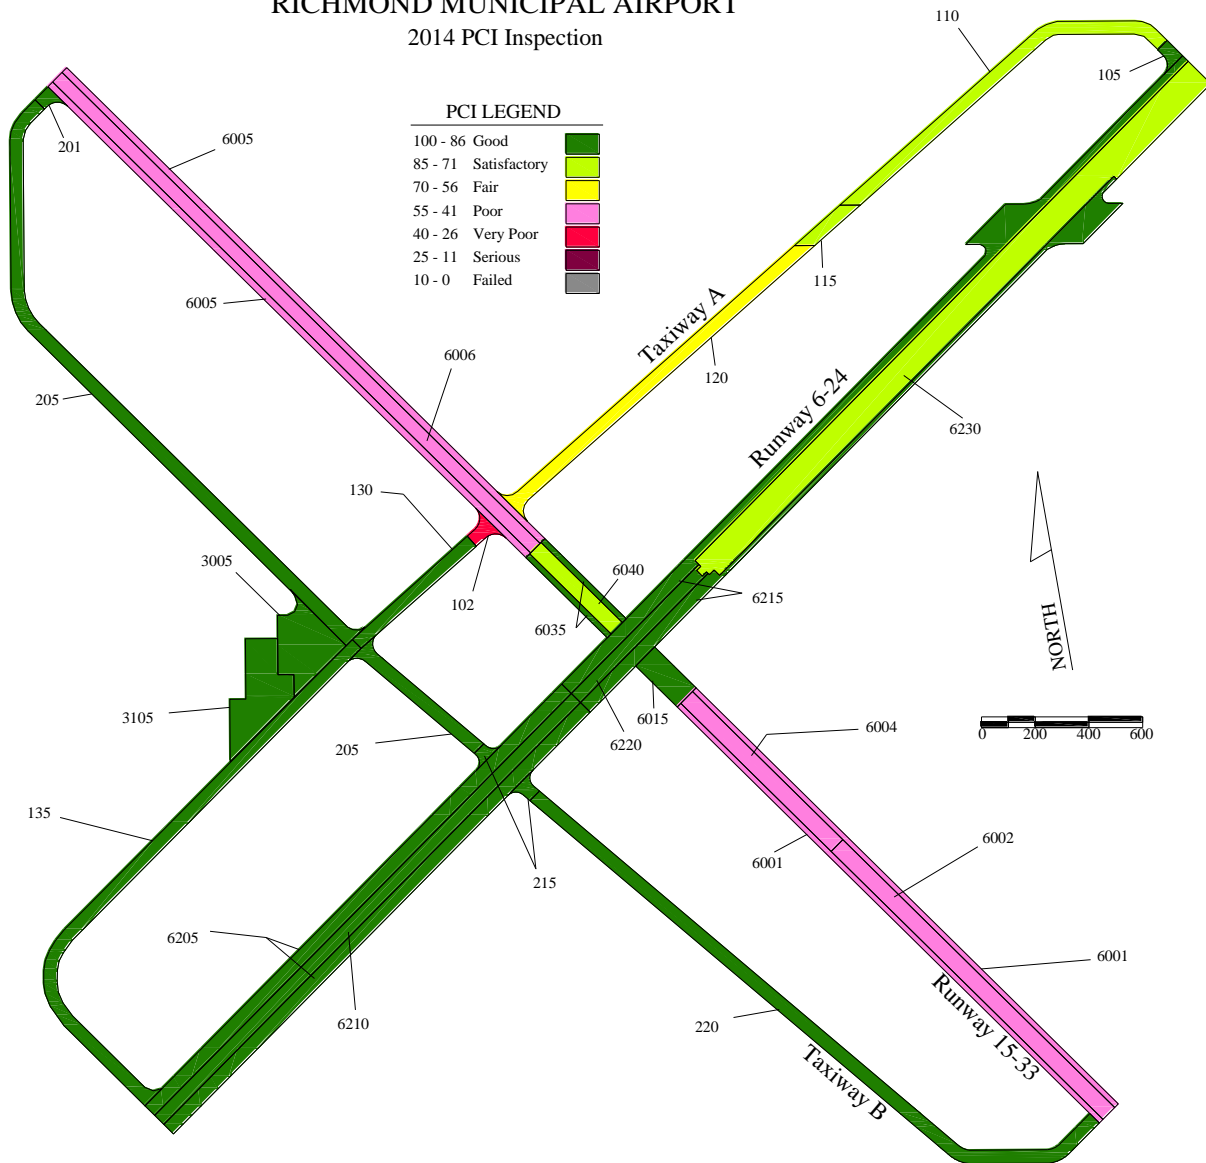 RICHMOND MUNICIPAL AIRPORT
2014 PCI Inspection
110
105
PCI LEGEND
100 - 86 Good
85 - 71 Satisfactory
70 - 56 Fair
55 - 41 Poor
40 - 26 Very Poor
25 - 11 Serious
10 - 0 Failed
201
6005
6005
115
Taxiway A
6006
120
205
Runway 6-24
6230
130
3005
102
6040
6035
6215
NORTH
3105
205
6015
6220
6004
0 200 400 600
135
6001
6002
215
6205
6001
6210
220
Runway 15-33
Taxiway B